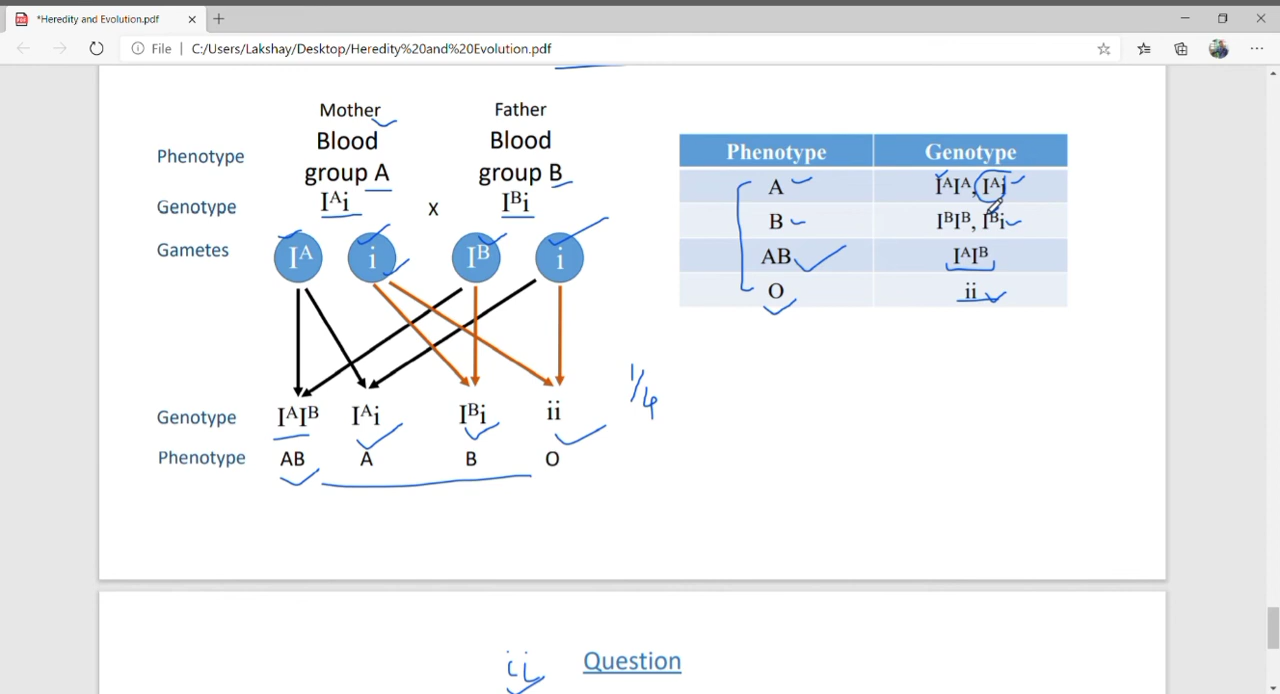 *Heredity and Evolution.pdf
File | C:/Users/Lakshay/Desktop/Heredity%20and%20Evolution.pdf
Mother Father
Phenotype Blood group A Blood group B
Genotype Iᴬi x Iᴮi
Gametes Iᴬ i Iᴮ i
Genotype IᴬIᴮ Iᴬi Iᴮi ii
Phenotype AB A B O
1/4
Phenotype Genotype
A IᴬIᴬ, Iᴬi
B IᴮIᴮ, Iᴮi
AB IᴬIᴮ
O ii
ii Question